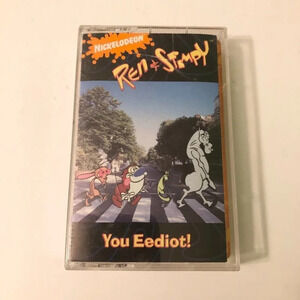 NICKELODEON
Ren + Stimpy
You Eediot!